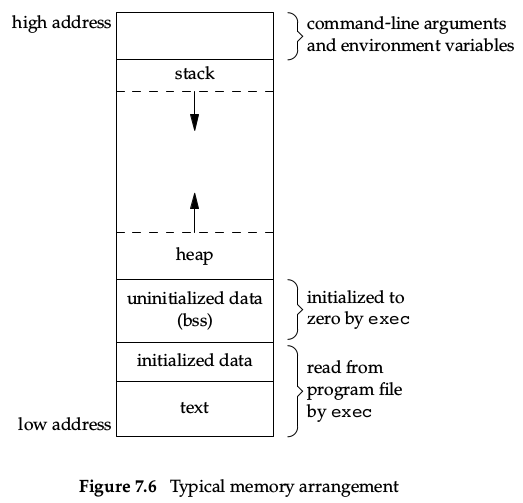 high address
command-line arguments
and environment variables
stack
heap
uninitialized data
(bss)
initialized to
zero by exec
initialized data
read from
program file
by exec
text
low address
Figure 7.6 Typical memory arrangement